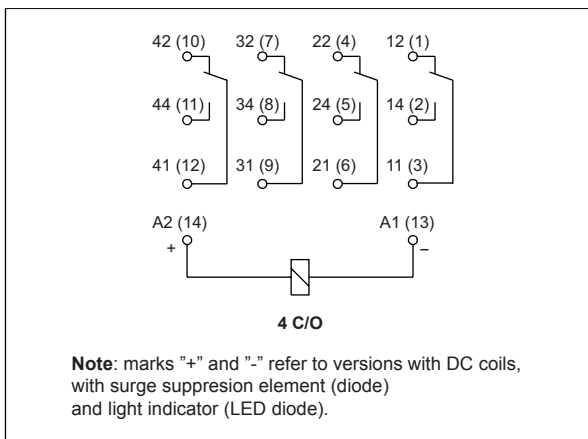 42 (10) 32 (7) 22 (4) 12 (1)
44 (11) 34 (8) 24 (5) 14 (2)
41 (12) 31 (9) 21 (6) 11 (3)
A2 (14) A1 (13)
+ –
4 C/O
Note: marks ”+” and ”-” refer to versions with DC coils,
with surge suppresion element (diode)
and light indicator (LED diode).